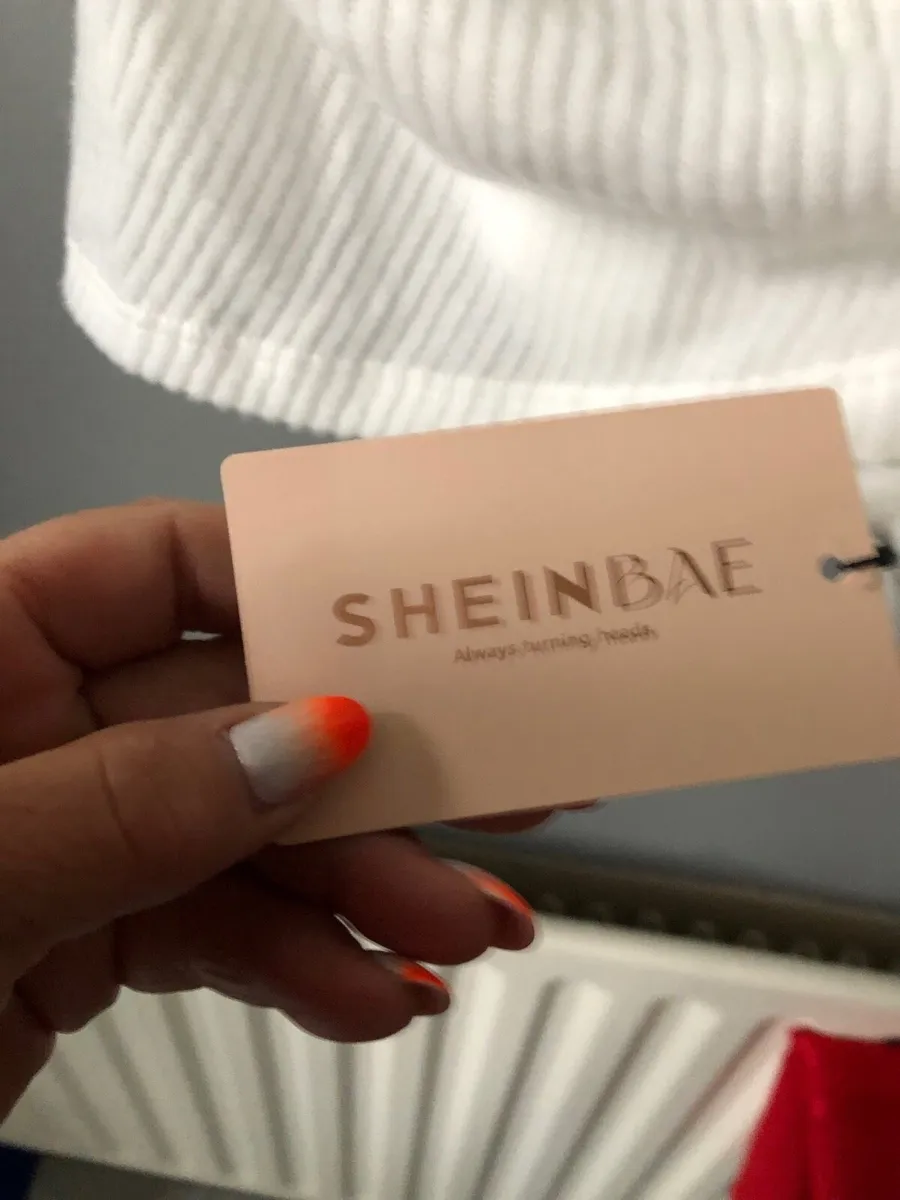 SHEINBAE
Always turning heads.